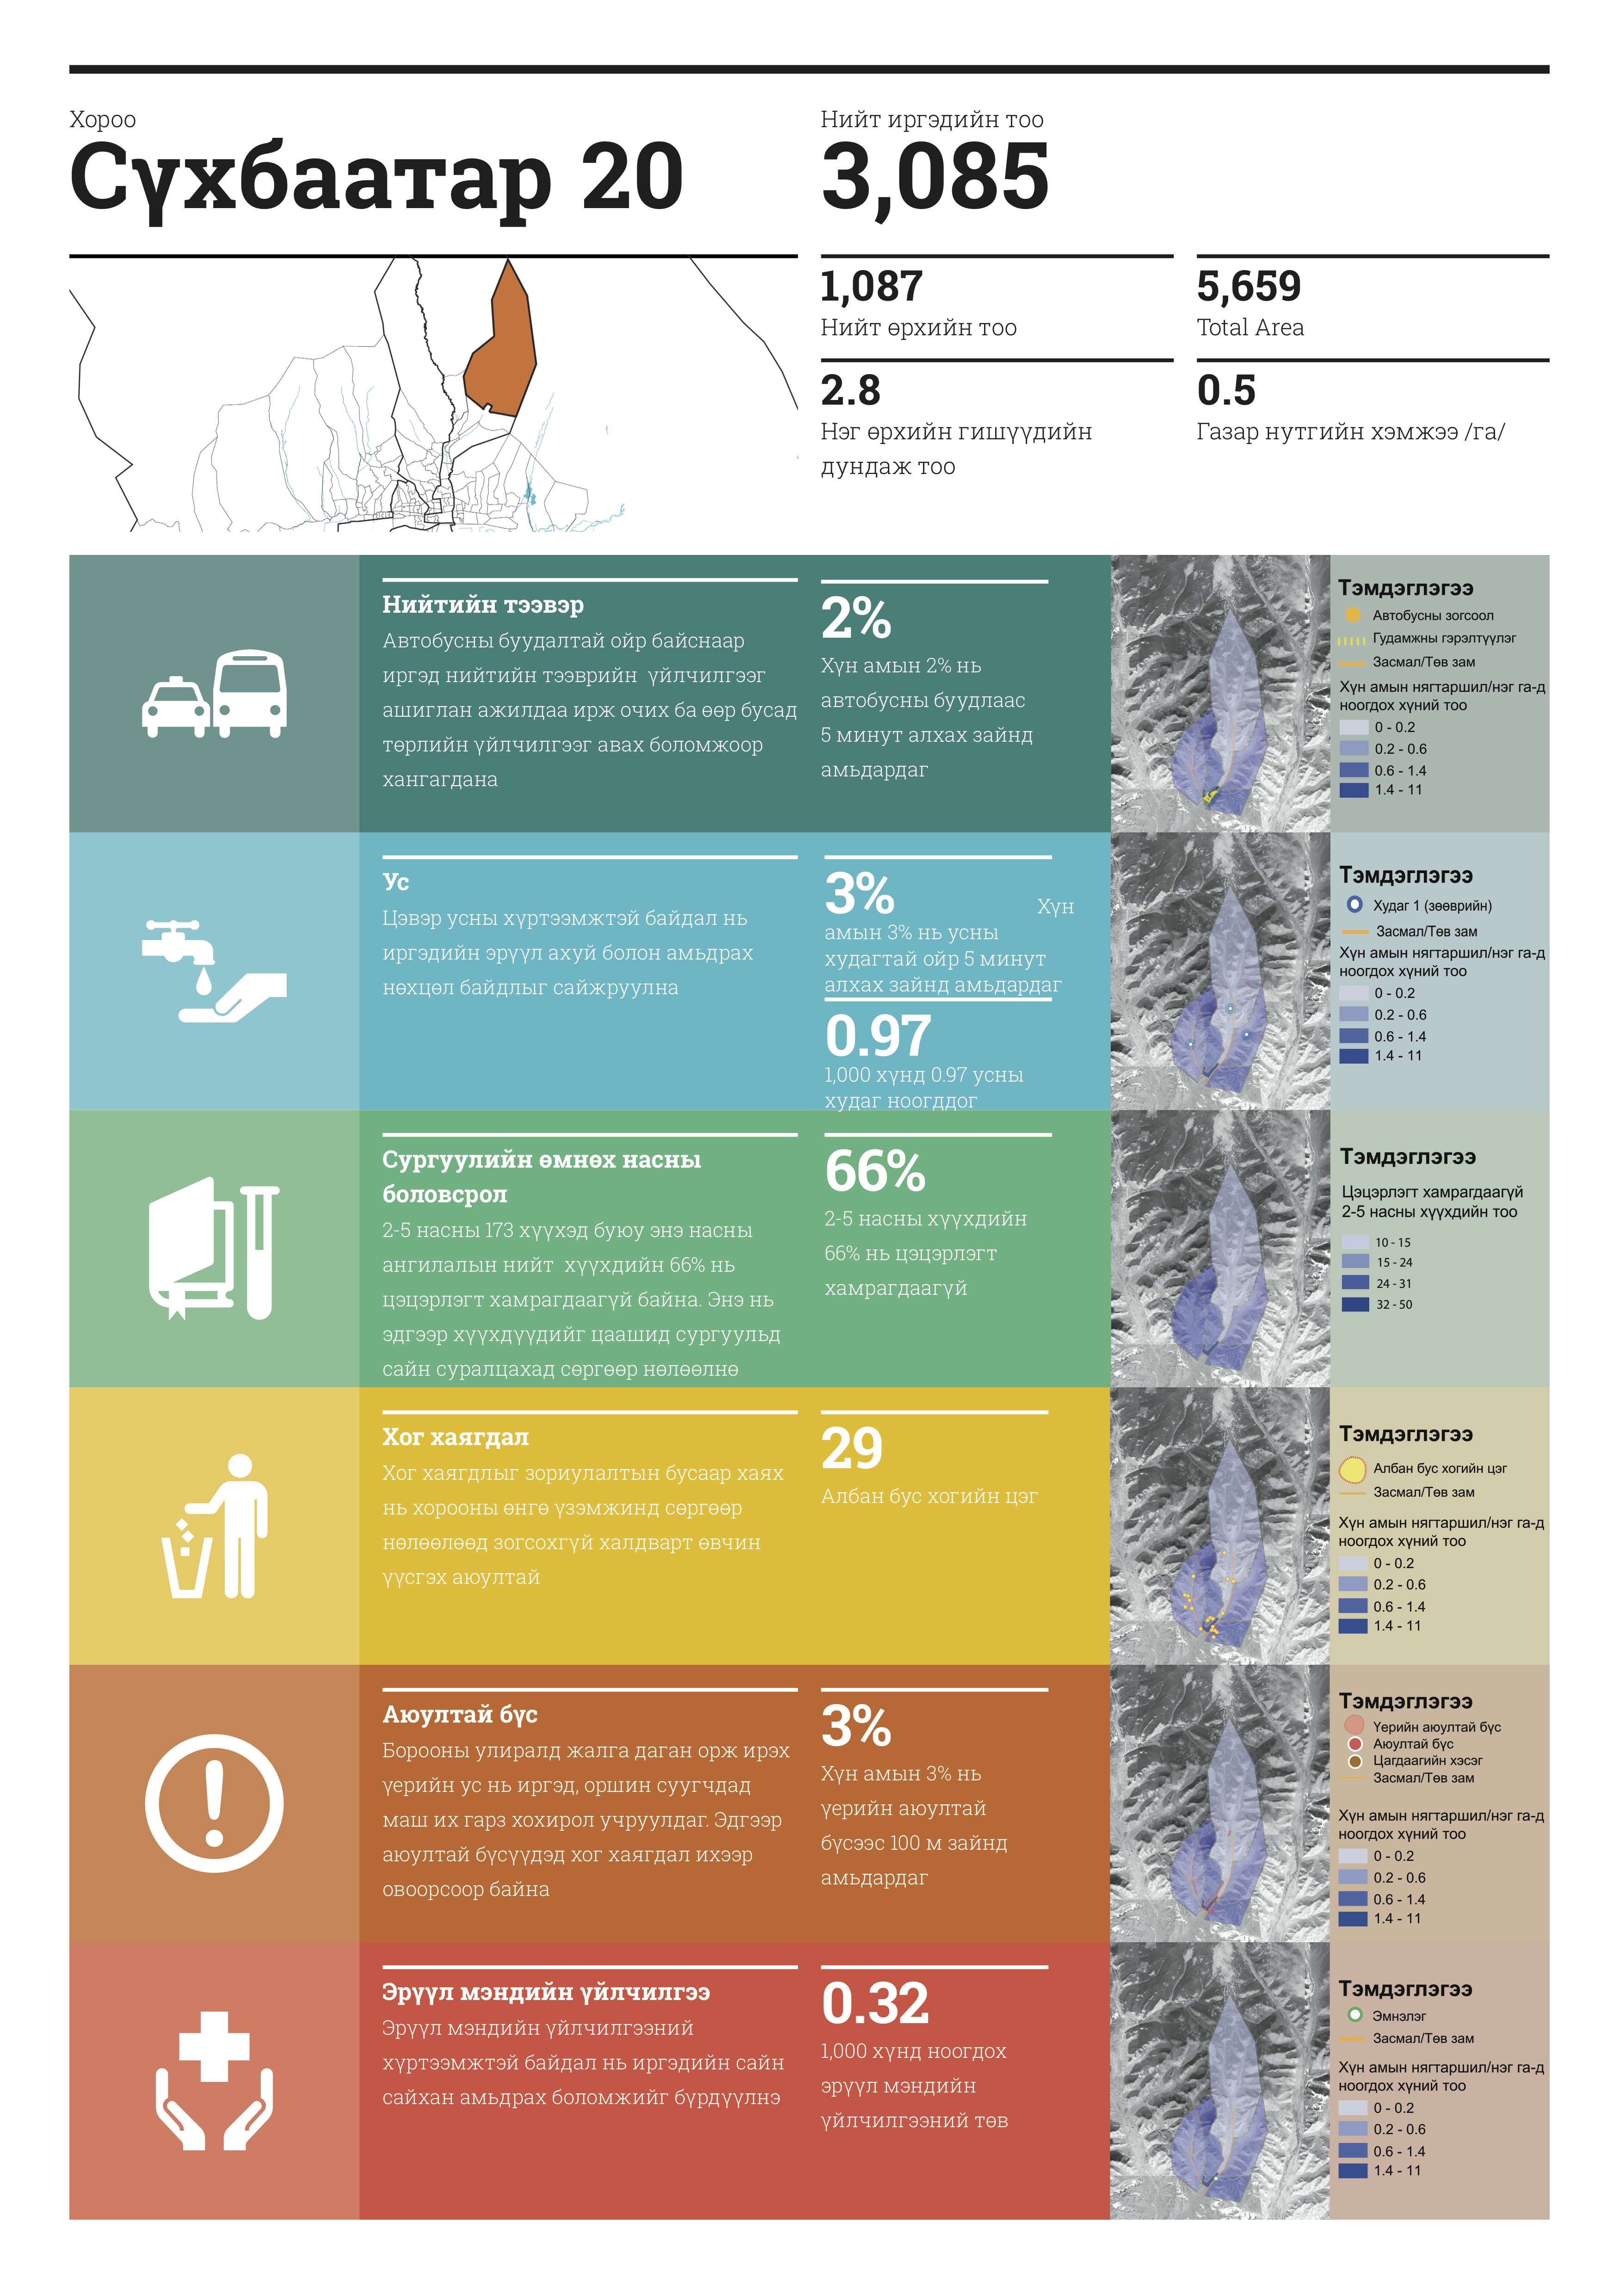 Хороо
Сүхбаатар 20
Нийт иргэдийн тоо
3,085
1,087
Нийт өрхийн тоо
5,659
Total Area
2.8
Нэг өрхийн гишүүдийн
дундаж тоо
0.5
Газар нутгийн хэмжээ /га/
Нийтийн тээвэр
Автобусны буудалтай ойр байснаар
иргэд нийтийн тээврийн үйлчилгээг
ашиглан ажилдаа ирж очих ба өөр бусад
төрлийн үйлчилгээг авах боломжоор
хангагдана
2%
Хүн амын 2% нь
автобусны буудлаас
5 минут алхах зайнд
амьдардаг
Тэмдэглэгээ
Автобусны зогсоол
Гудамжны гэрэлтүүлэг
Засмал/Төв зам
Хүн амын нягтаршил/нэг га-д
ноогдох хүний тоо
0 - 0.2
0.2 - 0.6
0.6 - 1.4
1.4 - 11
Ус
Цэвэр усны хүртээмжтэй байдал нь
иргэдийн эрүүл ахуй болон амьдрах
нөхцөл байдлыг сайжруулна
3% Хүн
амын 3% нь усны
худагтай ойр 5 минут
алхах зайнд амьдардаг
0.97
1,000 хүнд 0.97 усны
худаг ноогддог
Тэмдэглэгээ
Худаг 1 (зөөврийн)
Засмал/Төв зам
Хүн амын нягтаршил/нэг га-д
ноогдох хүний тоо
0 - 0.2
0.2 - 0.6
0.6 - 1.4
1.4 - 11
Сургуулийн өмнөх насны
боловсрол
2-5 насны 173 хүүхэд буюу энэ насны
ангилалын нийт хүүхдийн 66% нь
цэцэрлэгт хамрагдаагүй байна. Энэ нь
эдгээр хүүхдүүдийг цаашид сургуульд
сайн суралцахад сөргөөр нөлөөлнө
66%
2-5 насны хүүхдийн
66% нь цэцэрлэгт
хамрагдаагүй
Тэмдэглэгээ
Цэцэрлэгт хамрагдаагүй
2-5 насны хүүхдийн тоо
10 - 15
15 - 24
24 - 31
32 - 50
Хог хаягдал
Хог хаягдлыг зориулалтын бусаар хаях
нь хорооны өнгө үзэмжинд сөргөөр
нөлөөлөөд зогсохгүй халдварт өвчин
үүсгэх аюултай
29
Албан бус хогийн цэг
Тэмдэглэгээ
Албан бус хогийн цэг
Засмал/Төв зам
Хүн амын нягтаршил/нэг га-д
ноогдох хүний тоо
0 - 0.2
0.2 - 0.6
0.6 - 1.4
1.4 - 11
Аюултай бүс
Борооны улиралд жалга даган орж ирэх
үерийн ус нь иргэд, оршин суугчдад
маш их гарз хохирол учруулдаг. Эдгээр
аюултай бүсүүдэд хог хаягдал ихээр
овоорсоор байна
3%
Хүн амын 3% нь
үерийн аюултай
бүсээс 100 м зайнд
амьдардаг
Тэмдэглэгээ
Үерийн аюултай бүс
Аюултай бүс
Цагдаагийн хэсэг
Засмал/Төв зам
Хүн амын нягтаршил/нэг га-д
ноогдох хүний тоо
0 - 0.2
0.2 - 0.6
0.6 - 1.4
1.4 - 11
Эрүүл мэндийн үйлчилгээ
Эрүүл мэндийн үйлчилгээний
хүртээмжтэй байдал нь иргэдийн сайн
сайхан амьдрах боломжийг бүрдүүлнэ
0.32
1,000 хүнд ноогдох
эрүүл мэндийн
үйлчилгээний төв
Тэмдэглэгээ
Эмнэлэг
Засмал/Төв зам
Хүн амын нягтаршил/нэг га-д
ноогдох хүний тоо
0 - 0.2
0.2 - 0.6
0.6 - 1.4
1.4 - 11